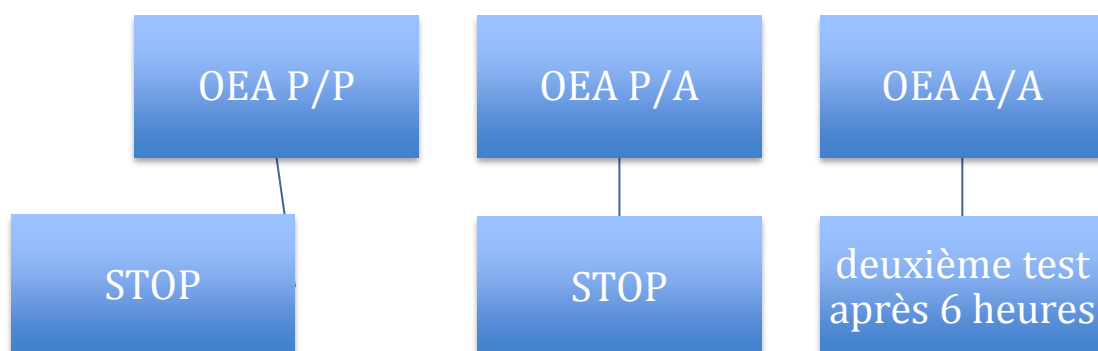 OEA P/P
OEA P/A
OEA A/A
STOP
STOP
deuxième test
après 6 heures